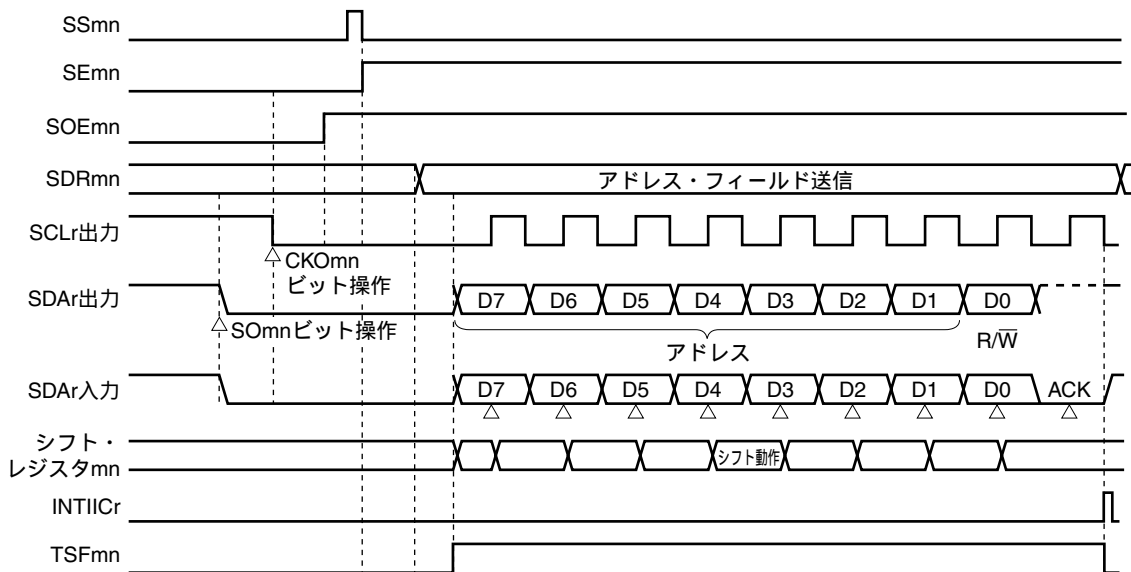 SSmn
SEmn
SOEmn
SDRmn
アドレス・フィールド送信
SCLr出力
CKOmn
ビット操作
SDAr出力
D7 D6 D5 D4 D3 D2 D1 D0
SOmnビット操作
アドレス
R/W
SDAr入力
D7 D6 D5 D4 D3 D2 D1 D0 ACK
シフト・
レジスタmn
シフト動作
INTIICr
TSFmn